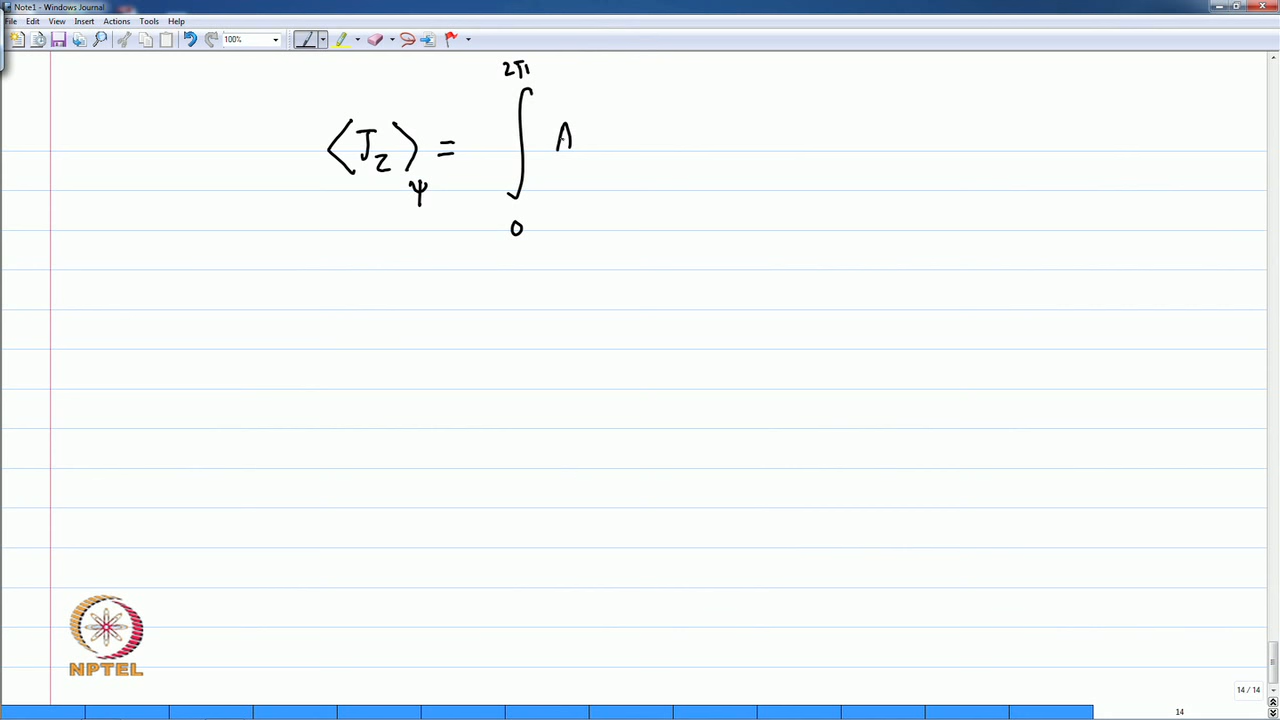 Note1 - Windows Journal
File Edit View Insert Actions Tools Help
100%
2π
⟨J_z⟩_ψ = ∫ A
0
NPTEL
14 / 14
14